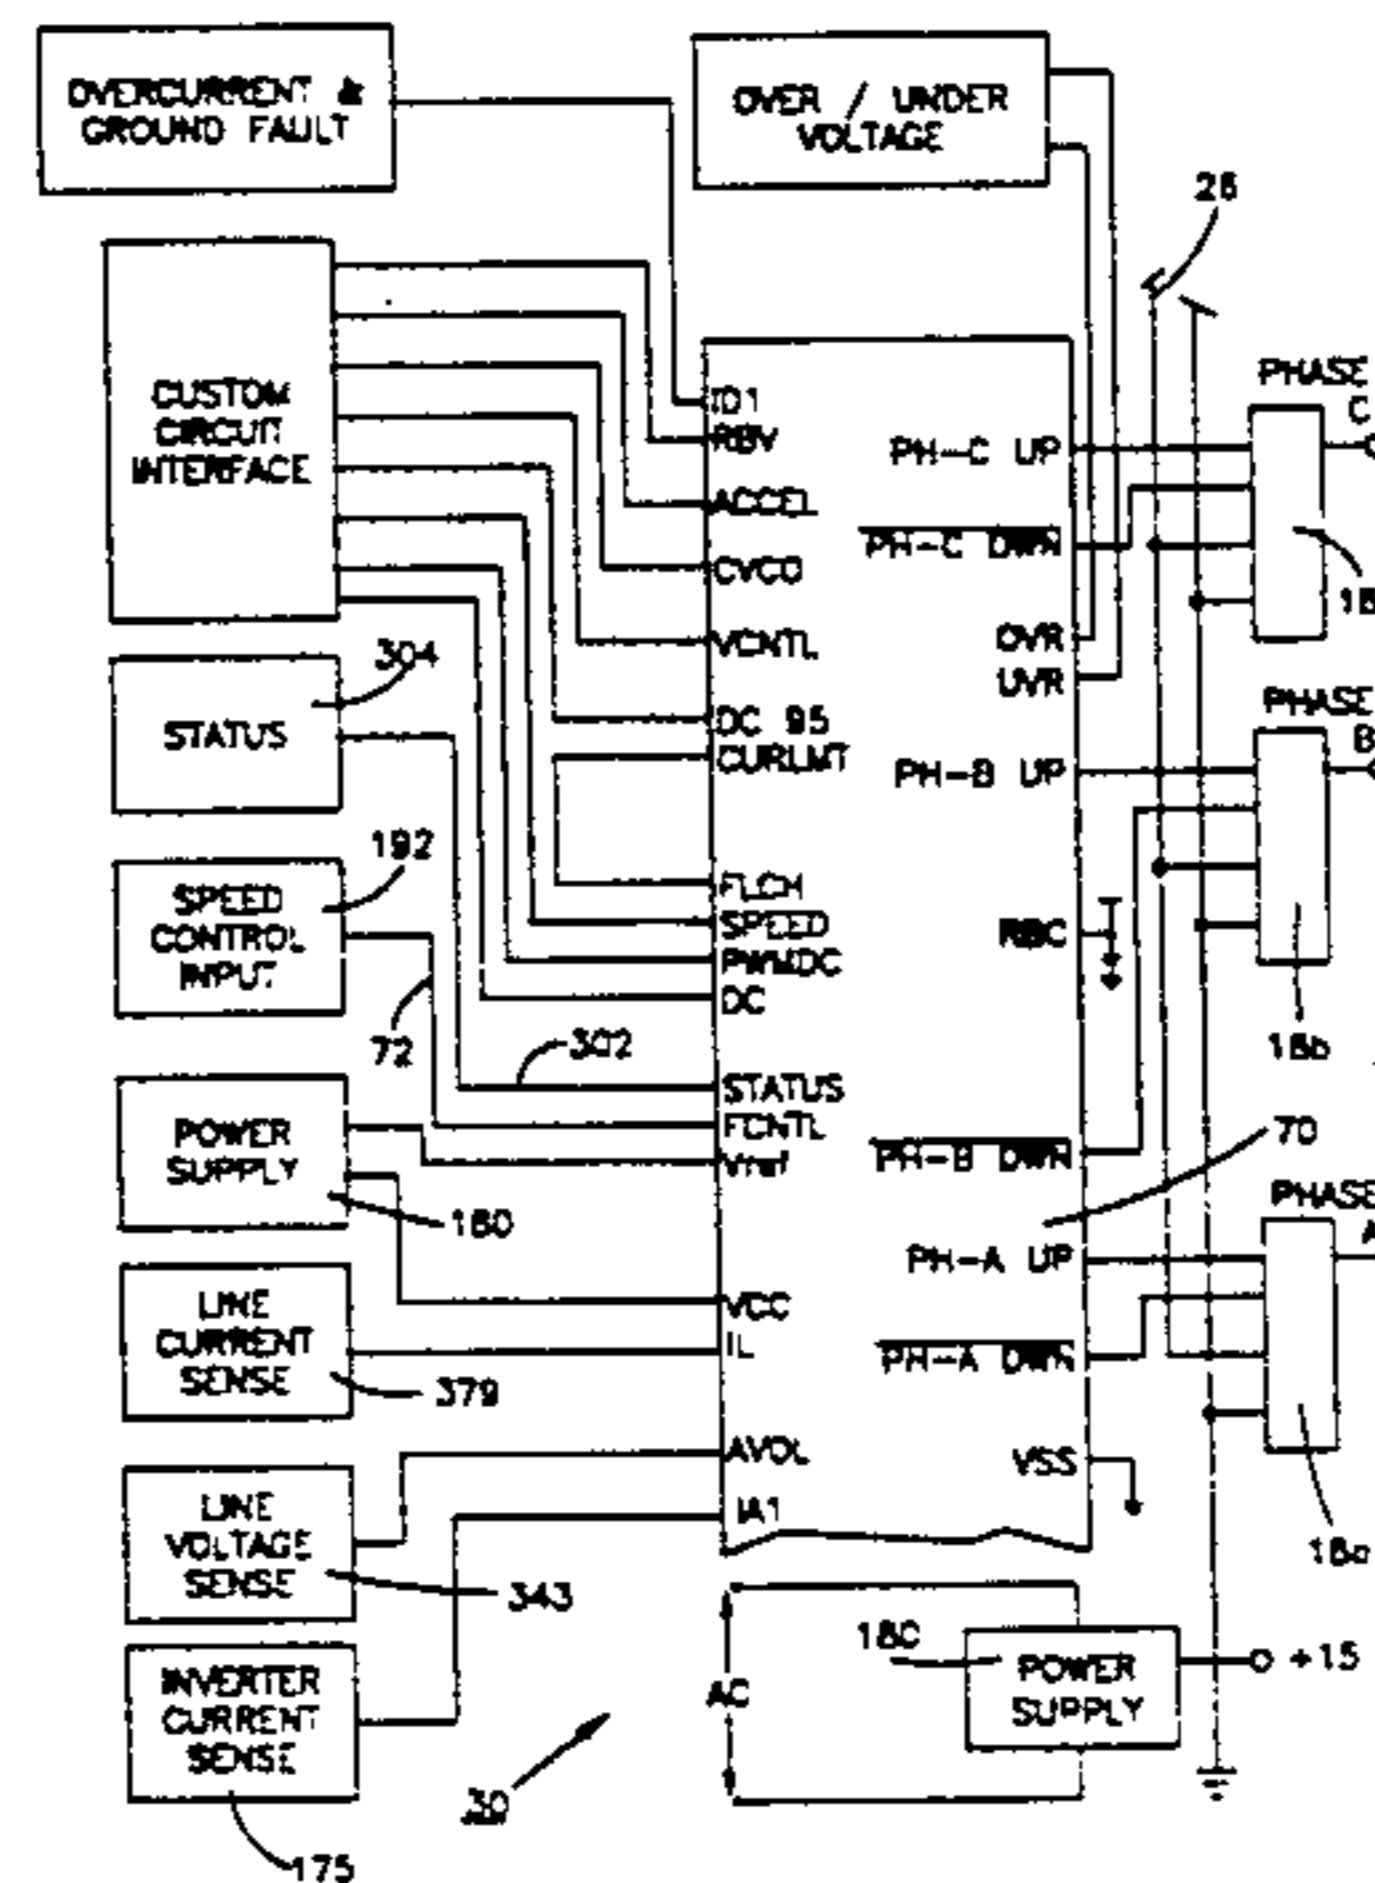 OVERCURRENT &
GROUND FAULT
OVER / UNDER
VOLTAGE
26
CUSTOM
CIRCUIT
INTERFACE
ID1
RBV
ACCEL
CVCO
VCNTL
DC 95
CURLMT
FLCH
SPEED
PWMDC
DC
STATUS
FCNTL
Vref
VCC
IL
AVOL
IA1
PH-C UP
PH-C DWN
OVR
UVR
PH-B UP
RBC
PH-B DWN
PH-A UP
PH-A DWN
VSS
PHASE
C
18
PHASE
B
18b
70
PHASE
A
STATUS
304
SPEED
CONTROL
INPUT
192
72
302
POWER
SUPPLY
180
LINE
CURRENT
SENSE
379
LINE
VOLTAGE
SENSE
343
INVERTER
CURRENT
SENSE
175
30
AC
POWER
SUPPLY
+15